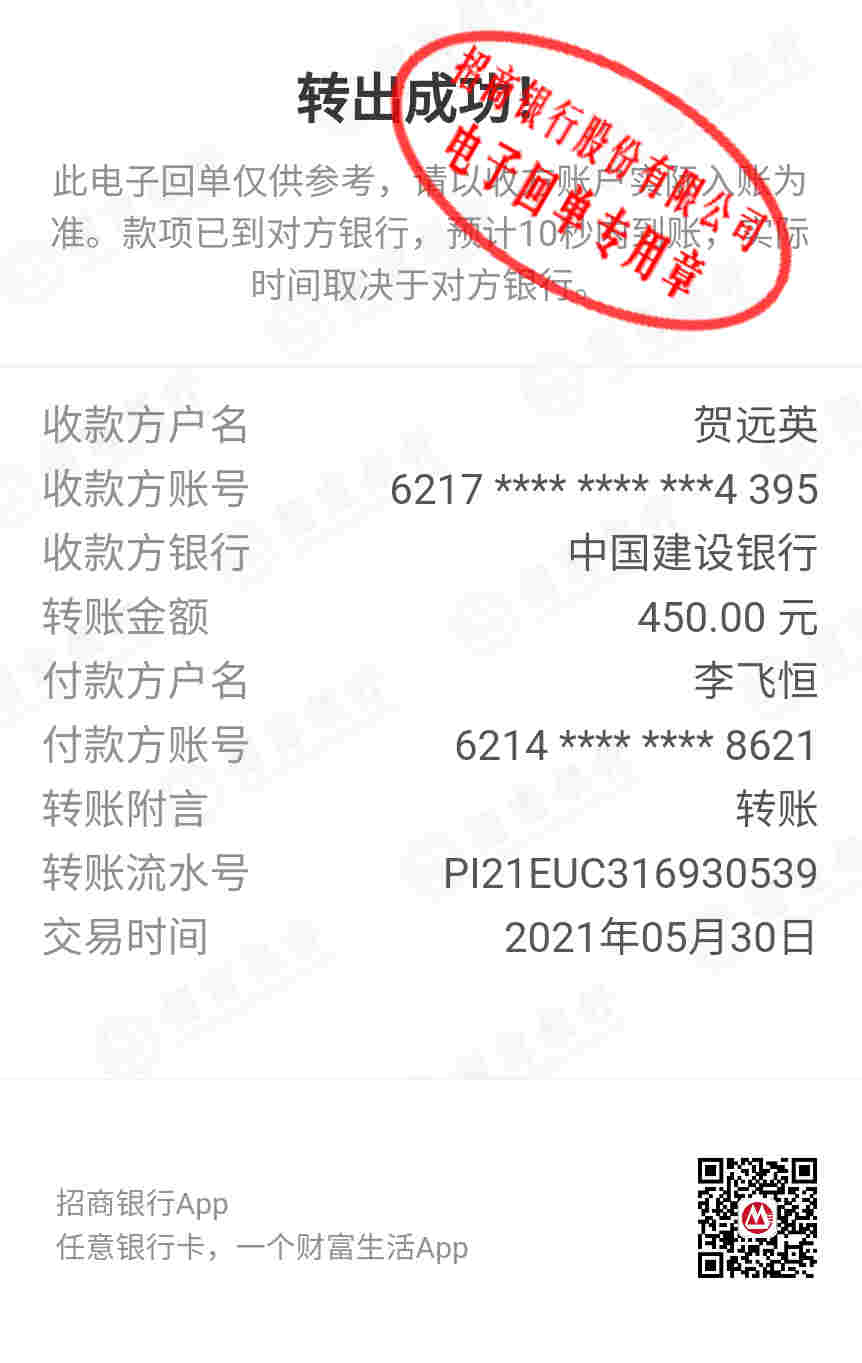 转出成功!
招商银行股份有限公司
电子回单专用章
此电子回单仅供参考，请以收方账户实际入账为
准。款项已到对方银行，预计10秒内到账，实际
时间取决于对方银行。
收款方户名 贺远英
收款方账号 6217 **** **** ***4 395
收款方银行 中国建设银行
转账金额 450.00 元
付款方户名 李飞恒
付款方账号 6214 **** **** 8621
转账附言 转账
转账流水号 PI21EUC316930539
交易时间 2021年05月30日
招商银行App
任意银行卡，一个财富生活App